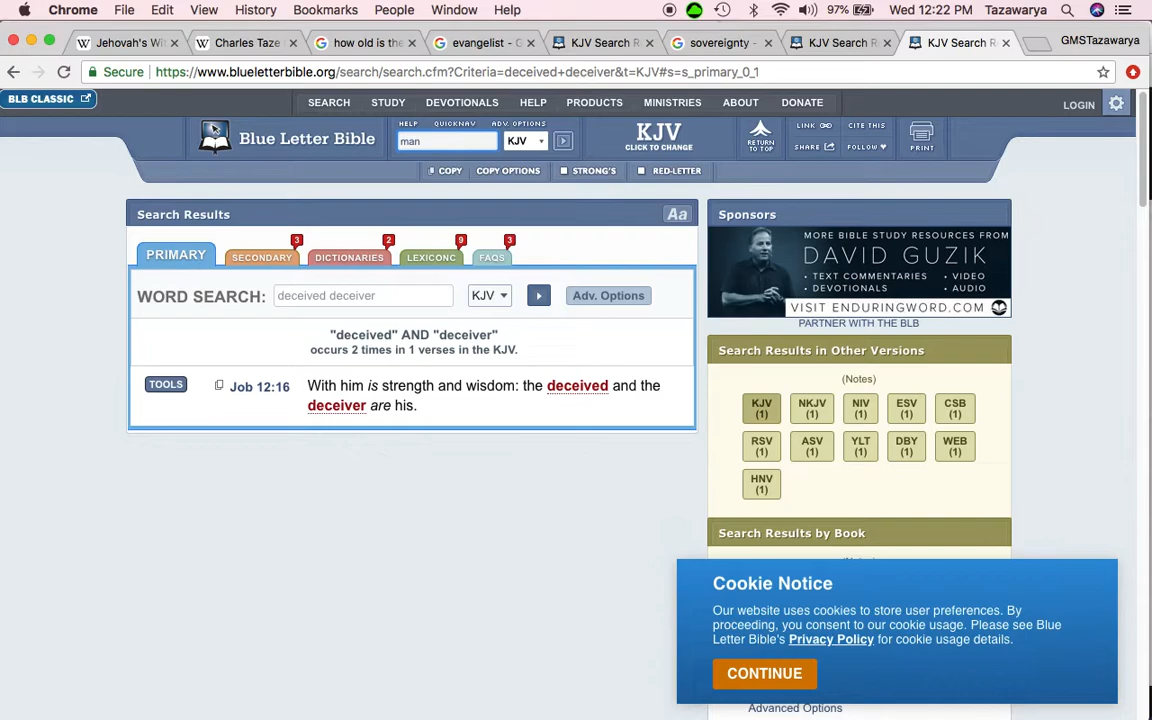 Chrome File Edit View History Bookmarks People Window Help 97% Wed 12:22 PM Tazawarya
Jehovah's Wit Charles Taze how old is the evangelist - G KJV Search R sovereignty - KJV Search R KJV Search R GMSTazawarya
Secure https://www.blueletterbible.org/search/search.cfm?Criteria=deceived+deceiver&t=KJV#s=s_primary_0_1
BLB CLASSIC SEARCH STUDY DEVOTIONALS HELP PRODUCTS MINISTRIES ABOUT DONATE LOGIN
HELP QUICKNAV ADV. OPTIONS
Blue Letter Bible man KJV
KJV
CLICK TO CHANGE
RETURN
TO TOP
LINK CITE THIS
SHARE FOLLOW
PRINT
COPY COPY OPTIONS STRONG'S RED-LETTER
Search Results Aa
3 2 9 3
PRIMARY SECONDARY DICTIONARIES LEXICONC FAQS
WORD SEARCH: deceived deceiver KJV Adv. Options
"deceived" AND "deceiver"
occurs 2 times in 1 verses in the KJV.
TOOLS Job 12:16 With him is strength and wisdom: the deceived and the
deceiver are his.
Sponsors
MORE BIBLE STUDY RESOURCES FROM
DAVID GUZIK
• TEXT COMMENTARIES • VIDEO
• DEVOTIONALS • AUDIO
VISIT ENDURINGWORD.COM
PARTNER WITH THE BLB
Search Results in Other Versions
(Notes)
KJV NKJV NIV ESV CSB
(1) (1) (1) (1) (1)
RSV ASV YLT DBY WEB
(1) (1) (1) (1) (1)
HNV
(1)
Search Results by Book
Cookie Notice
Our website uses cookies to store user preferences. By
proceeding, you consent to our cookie usage. Please see Blue
Letter Bible's Privacy Policy for cookie usage details.
CONTINUE
Advanced Options